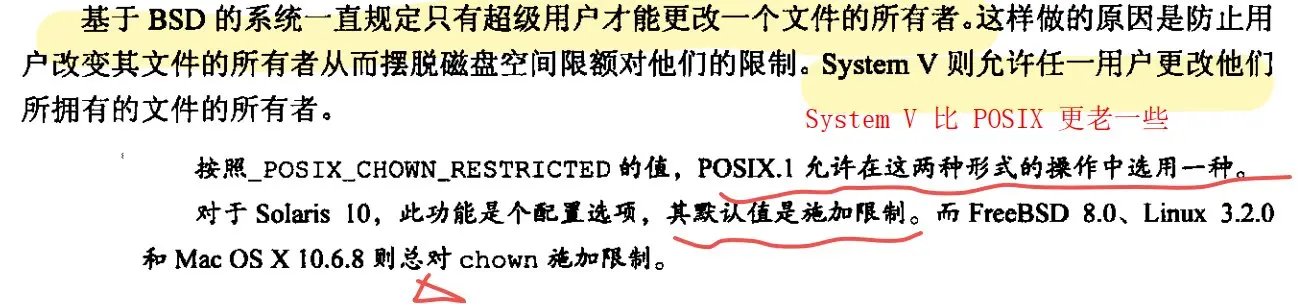 基于 BSD 的系统一直规定只有超级用户才能更改一个文件的所有者。这样做的原因是防止用
户改变其文件的所有者从而摆脱磁盘空间限额对他们的限制。System V 则允许任一用户更改他们
所拥有的文件的所有者。
System V 比 POSIX 更老一些
按照_POSIX_CHOWN_RESTRICTED 的值，POSIX.1 允许在这两种形式的操作中选用一种。
对于 Solaris 10，此功能是个配置选项，其默认值是施加限制。而 FreeBSD 8.0、Linux 3.2.0
和 Mac OS X 10.6.8 则总对 chown 施加限制。